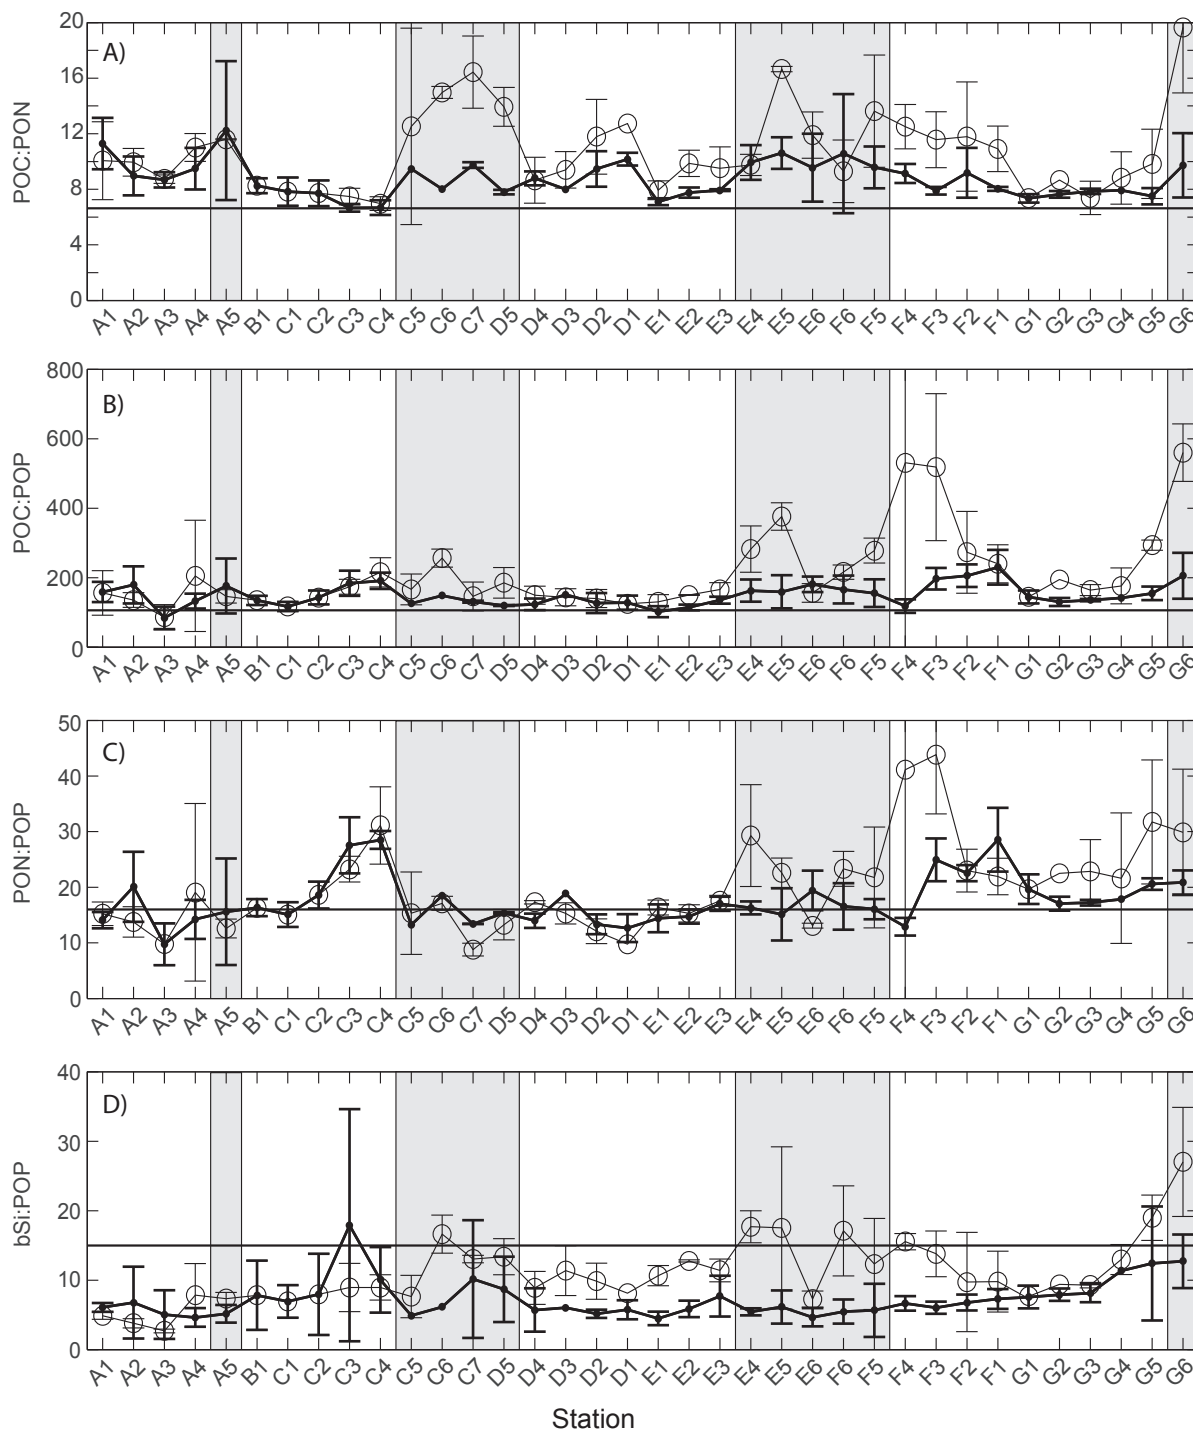 A)
POC:PON
20
16
12
8
4
0
A1 A2 A3 A4 A5 B1 C1 C2 C3 C4 C5 C6 C7 D5 D4 D3 D2 D1 E1 E2 E3 E4 E5 E6 F6 F5 F4 F3 F2 F1 G1 G2 G3 G4 G5 G6
B)
POC:POP
800
600
400
200
0
A1 A2 A3 A4 A5 B1 C1 C2 C3 C4 C5 C6 C7 D5 D4 D3 D2 D1 E1 E2 E3 E4 E5 E6 F6 F5 F4 F3 F2 F1 G1 G2 G3 G4 G5 G6
C)
PON:POP
50
40
30
20
10
0
A1 A2 A3 A4 A5 B1 C1 C2 C3 C4 C5 C6 C7 D5 D4 D3 D2 D1 E1 E2 E3 E4 E5 E6 F6 F5 F4 F3 F2 F1 G1 G2 G3 G4 G5 G6
D)
bSi:POP
40
30
20
10
0
A1 A2 A3 A4 A5 B1 C1 C2 C3 C4 C5 C6 C7 D5 D4 D3 D2 D1 E1 E2 E3 E4 E5 E6 F6 F5 F4 F3 F2 F1 G1 G2 G3 G4 G5 G6
Station